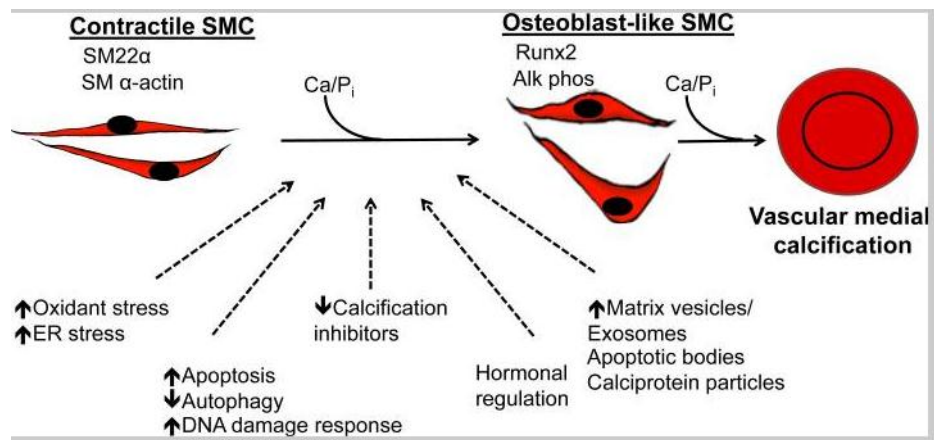 Contractile SMC
SM22α
SM α-actin
Ca/Pi
Osteoblast-like SMC
Runx2
Alk phos
Ca/Pi
Vascular medial
calcification
↑Oxidant stress
↑ER stress
↑Apoptosis
↓Autophagy
↑DNA damage response
↓Calcification
inhibitors
Hormonal
regulation
↑Matrix vesicles/
Exosomes
Apoptotic bodies
Calciprotein particles